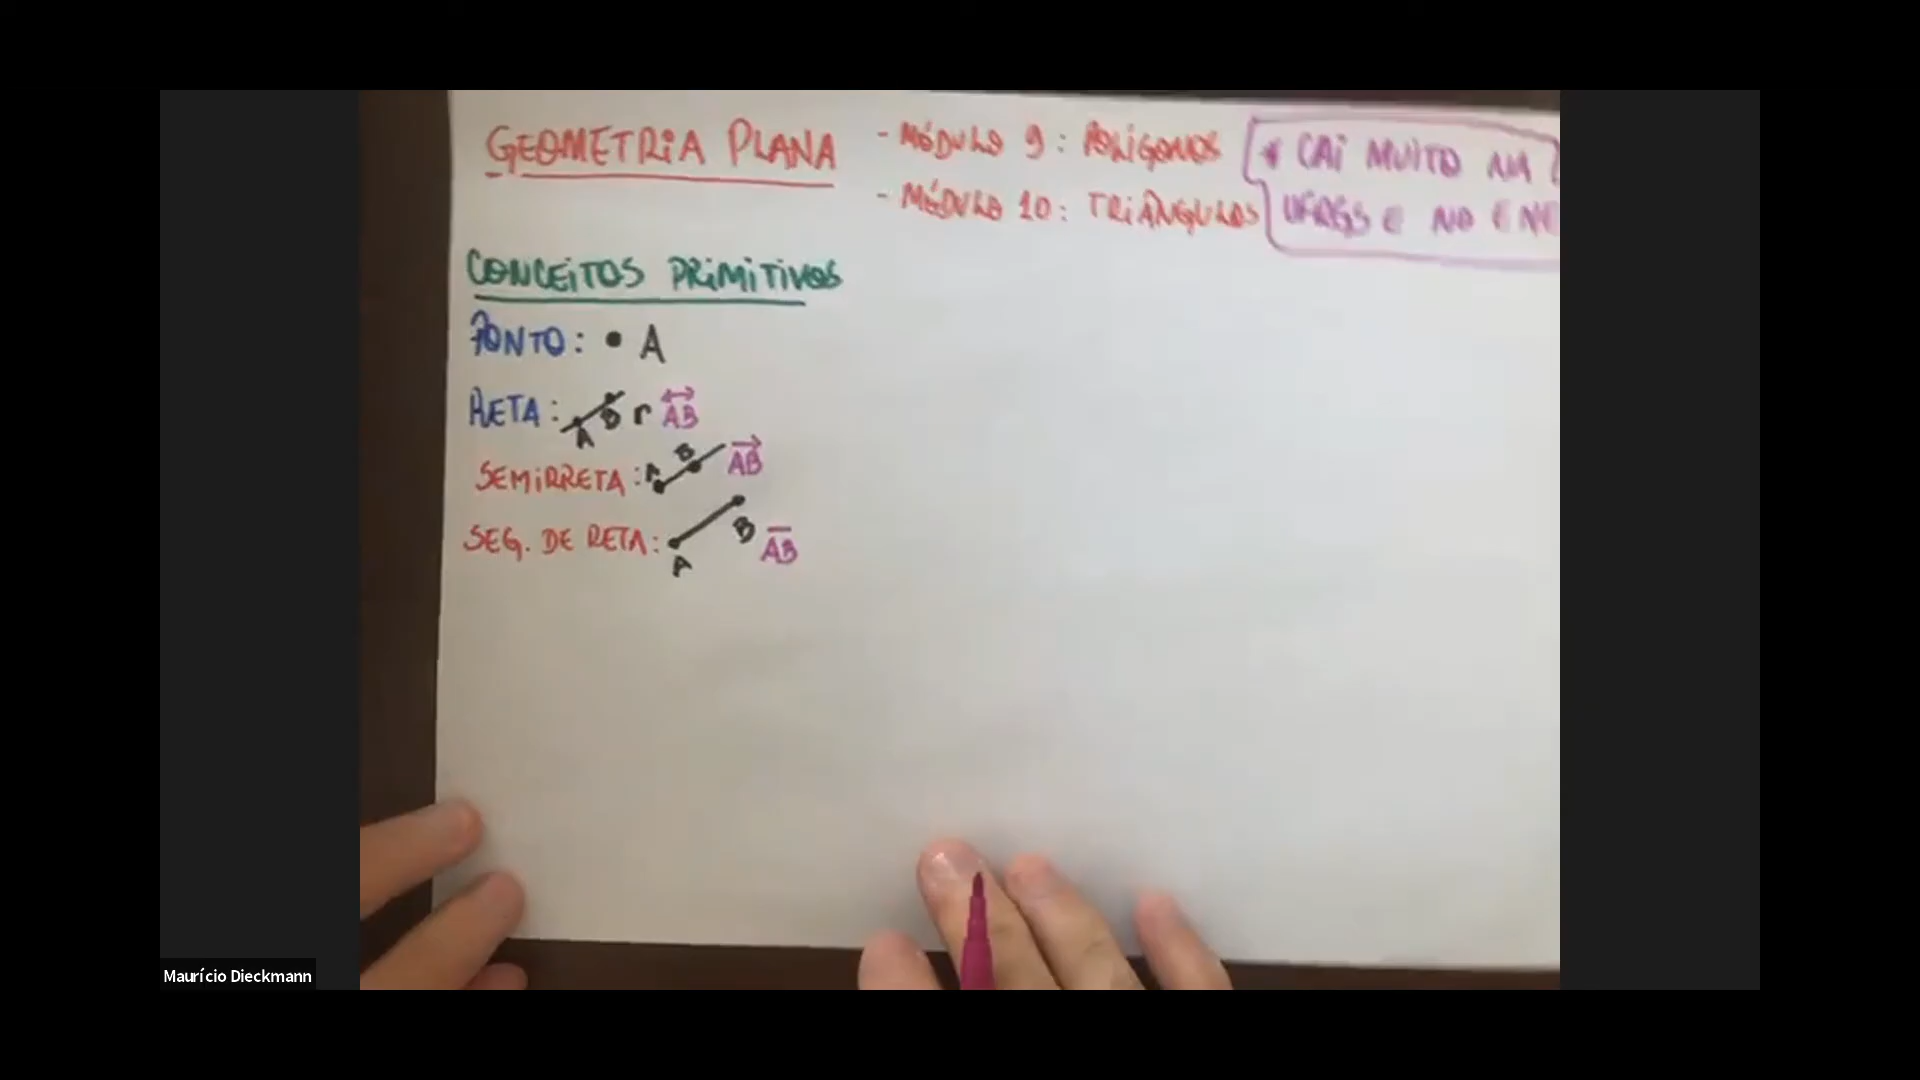 GEOMETRIA PLANA
- MÓDULO 9: POLÍGONOS
- MÓDULO 10: TRIÂNGULOS
* CAI MUITO NA
UFRGS E NO ENE
CONCEITOS PRIMITIVOS
PONTO: • A
RETA: A B r AB
SEMIRRETA: A B AB
SEG. DE RETA: A B AB
Maurício Dieckmann